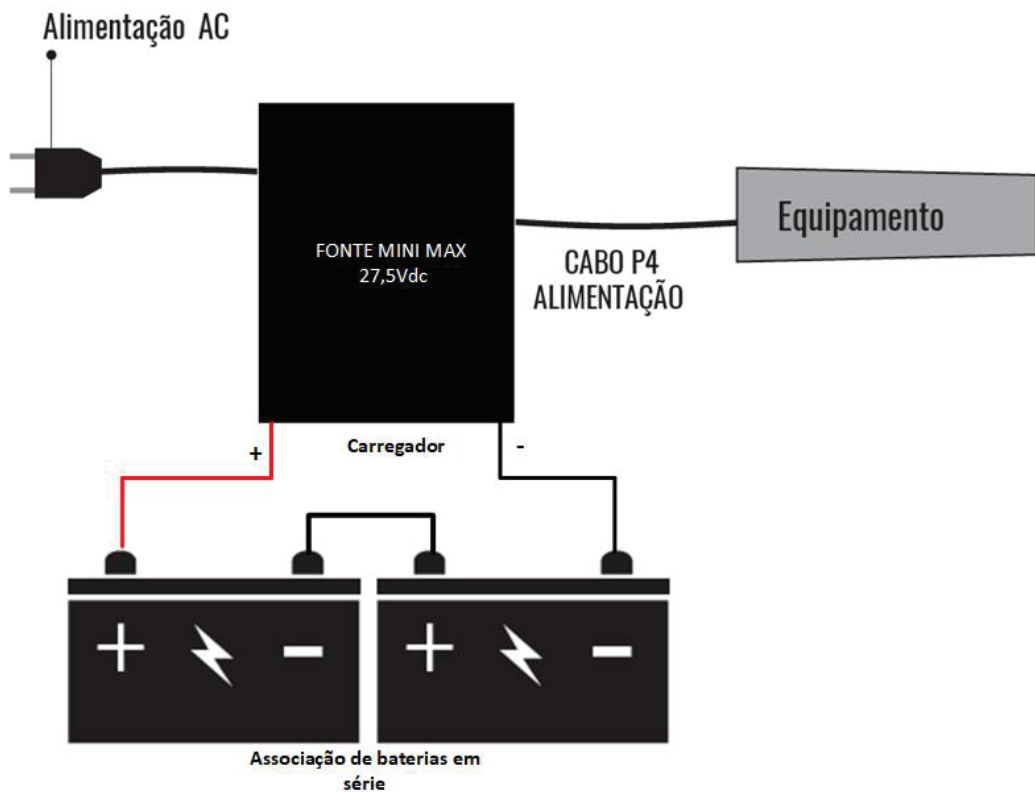 Alimentação AC
FONTE MINI MAX
27,5Vdc
Equipamento
CABO P4
ALIMENTAÇÃO
+
Carregador
-
+
-
+
-
Associação de baterias em
série